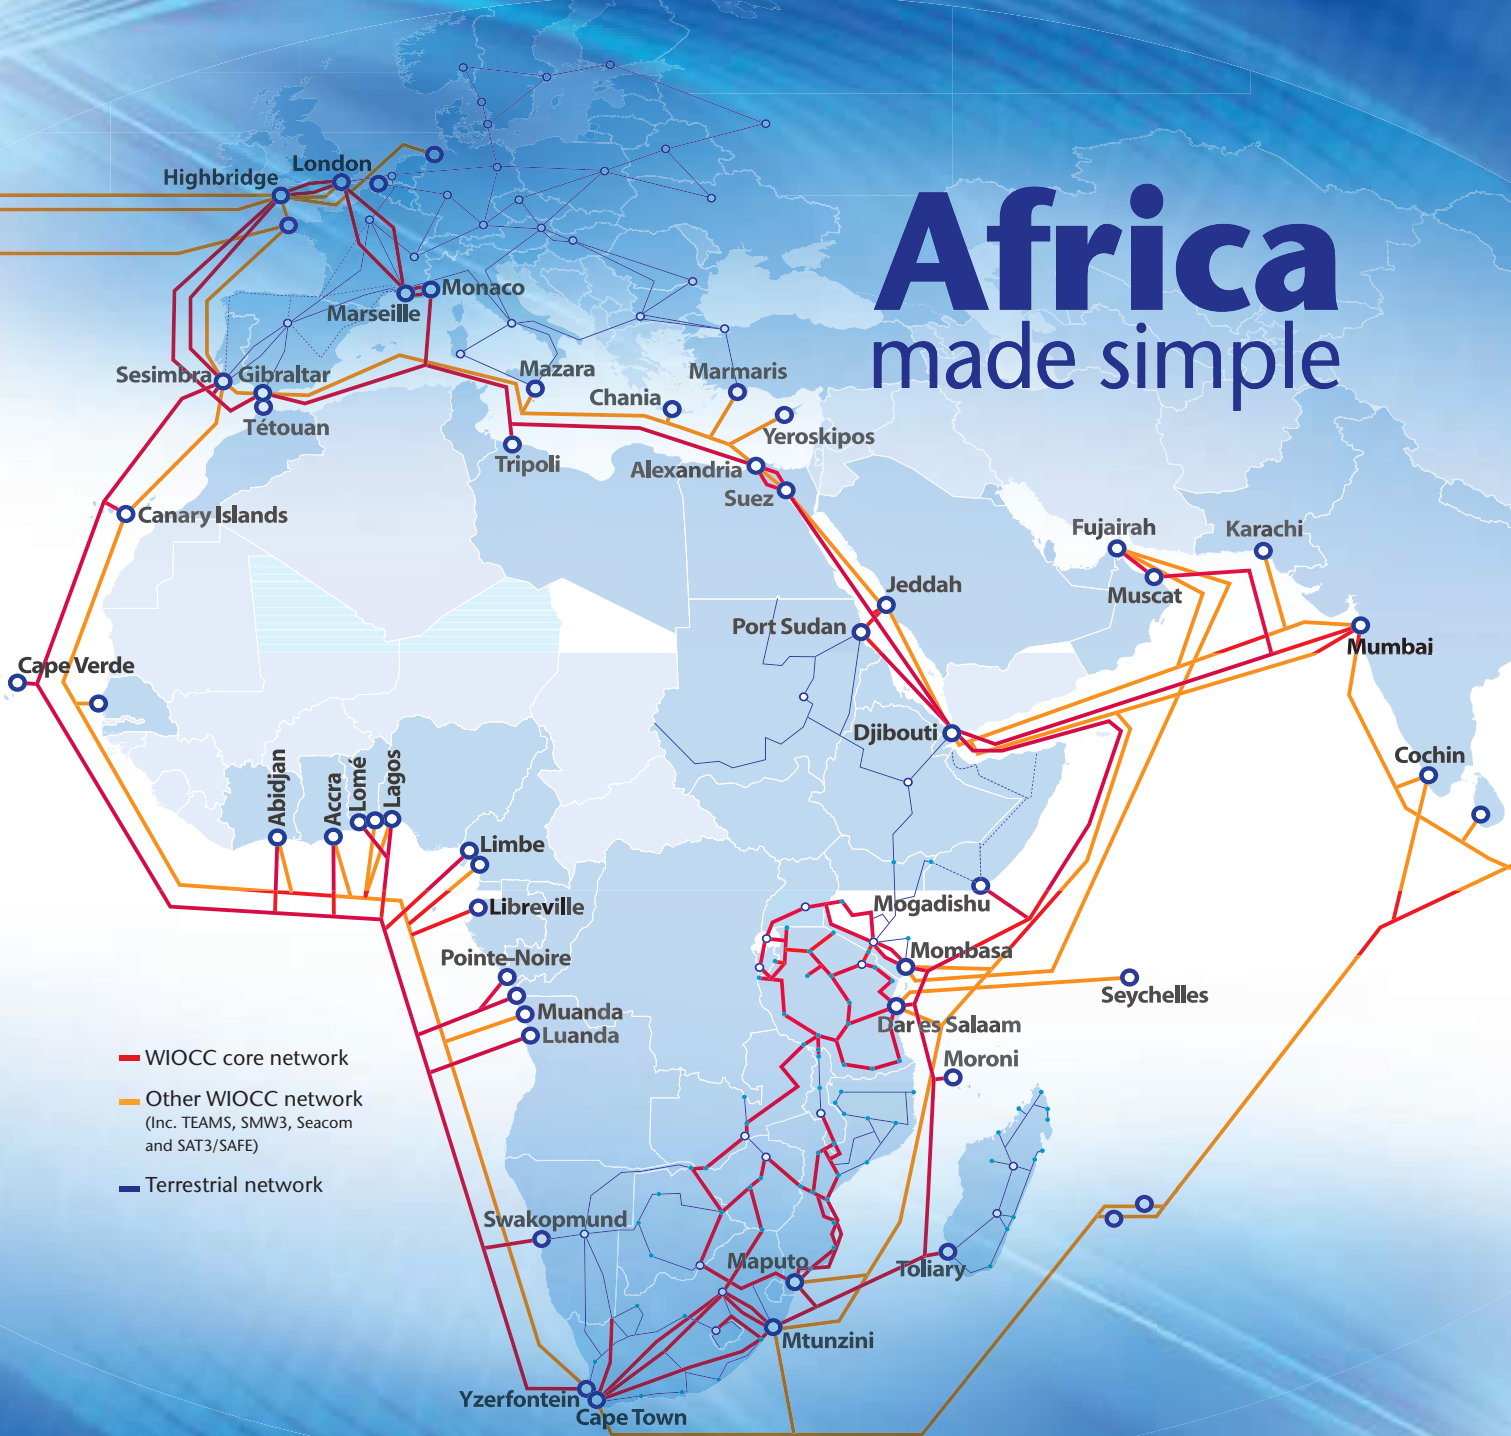 Africa
made simple
London
Highbridge
Monaco
Marseille
Sesimbra
Gibraltar
Tétouan
Mazara
Chania
Marmaris
Yeroskipos
Tripoli
Alexandria
Suez
Canary Islands
Fujairah
Karachi
Muscat
Jeddah
Port Sudan
Mumbai
Cape Verde
Djibouti
Cochin
Abidjan
Accra
Lomé
Lagos
Limbe
Libreville
Mogadishu
Mombasa
Pointe-Noire
Seychelles
Muanda
Dar es Salaam
Luanda
Moroni
WIOCC core network
Other WIOCC network
(Inc. TEAMS, SMW3, Seacom
and SAT3/SAFE)
Terrestrial network
Swakopmund
Maputo
Toliary
Mtunzini
Yzerfontein
Cape Town